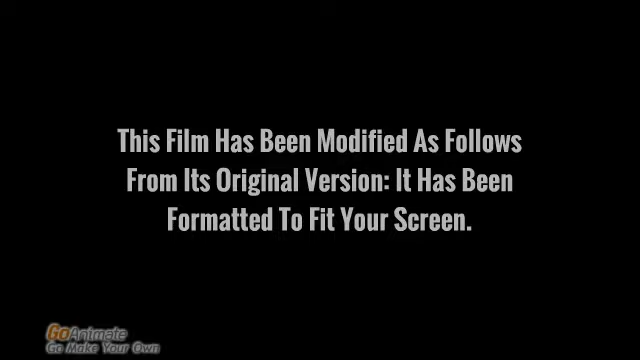 This Film Has Been Modified As Follows
From Its Original Version: It Has Been
Formatted To Fit Your Screen.
GoAnimate
Go Make Your Own